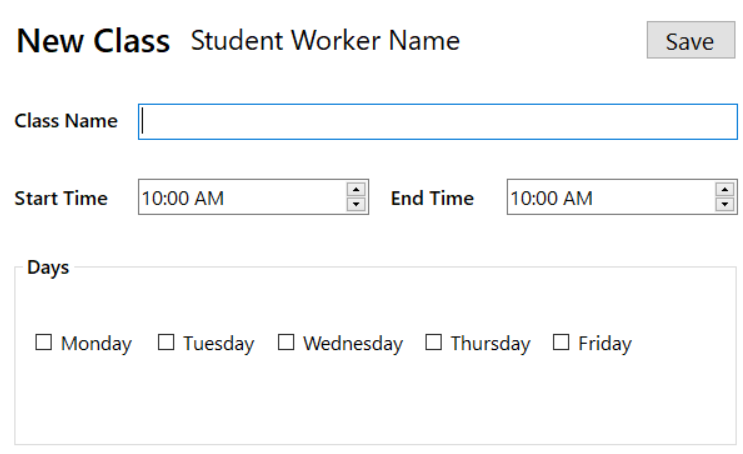 New Class Student Worker Name Save
Class Name
Start Time 10:00 AM End Time 10:00 AM
Days
Monday Tuesday Wednesday Thursday Friday